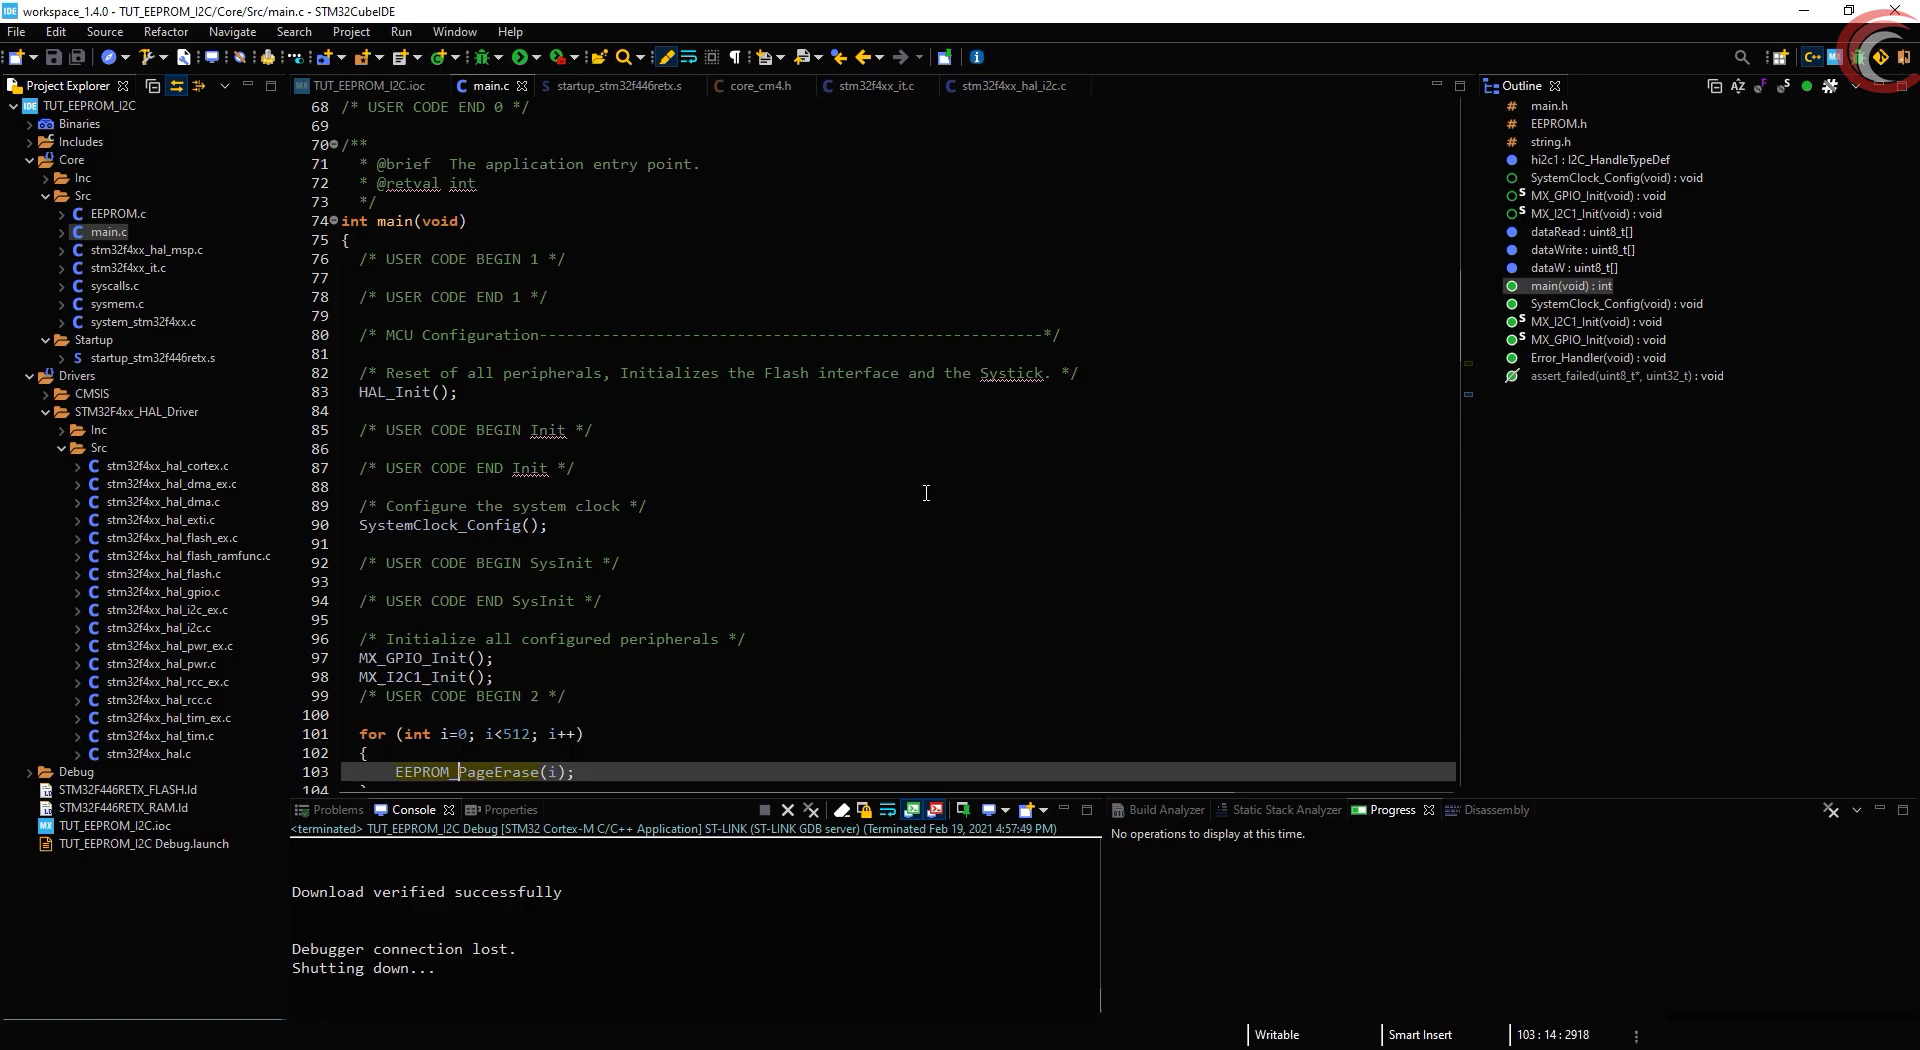 workspace_1.4.0 - TUT_EEPROM_I2C/Core/Src/main.c - STM32CubeIDE
File Edit Source Refactor Navigate Search Project Run Window Help
Project Explorer
TUT_EEPROM_I2C
Binaries
Includes
Core
Inc
Src
EEPROM.c
main.c
stm32f4xx_hal_msp.c
stm32f4xx_it.c
syscalls.c
sysmem.c
system_stm32f4xx.c
Startup
startup_stm32f446retx.s
Drivers
CMSIS
STM32F4xx_HAL_Driver
Inc
Src
stm32f4xx_hal_cortex.c
stm32f4xx_hal_dma_ex.c
stm32f4xx_hal_dma.c
stm32f4xx_hal_exti.c
stm32f4xx_hal_flash_ex.c
stm32f4xx_hal_flash_ramfunc.c
stm32f4xx_hal_flash.c
stm32f4xx_hal_gpio.c
stm32f4xx_hal_i2c_ex.c
stm32f4xx_hal_i2c.c
stm32f4xx_hal_pwr_ex.c
stm32f4xx_hal_pwr.c
stm32f4xx_hal_rcc_ex.c
stm32f4xx_hal_rcc.c
stm32f4xx_hal_tim_ex.c
stm32f4xx_hal_tim.c
stm32f4xx_hal.c
Debug
STM32F446RETX_FLASH.ld
STM32F446RETX_RAM.ld
TUT_EEPROM_I2C.ioc
TUT_EEPROM_I2C Debug.launch
TUT_EEPROM_I2C.ioc main.c startup_stm32f446retx.s core_cm4.h stm32f4xx_it.c stm32f4xx_hal_i2c.c
68 /* USER CODE END 0 */
69
70 /**
71 * @brief The application entry point.
72 * @retval int
73 */
74 int main(void)
75 {
76 /* USER CODE BEGIN 1 */
77
78 /* USER CODE END 1 */
79
80 /* MCU Configuration--------------------------------------------------------*/
81
82 /* Reset of all peripherals, Initializes the Flash interface and the Systick. */
83 HAL_Init();
84
85 /* USER CODE BEGIN Init */
86
87 /* USER CODE END Init */
88
89 /* Configure the system clock */
90 SystemClock_Config();
91
92 /* USER CODE BEGIN SysInit */
93
94 /* USER CODE END SysInit */
95
96 /* Initialize all configured peripherals */
97 MX_GPIO_Init();
98 MX_I2C1_Init();
99 /* USER CODE BEGIN 2 */
100
101 for (int i=0; i<512; i++)
102 {
103 EEPROM_PageErase(i);
104 }
Outline
main.h
EEPROM.h
string.h
hi2c1 : I2C_HandleTypeDef
SystemClock_Config(void) : void
MX_GPIO_Init(void) : void
MX_I2C1_Init(void) : void
dataRead : uint8_t[]
dataWrite : uint8_t[]
dataW : uint8_t[]
main(void) : int
SystemClock_Config(void) : void
MX_I2C1_Init(void) : void
MX_GPIO_Init(void) : void
Error_Handler(void) : void
assert_failed(uint8_t*, uint32_t) : void
Problems Console Properties
<terminated> TUT_EEPROM_I2C Debug [STM32 Cortex-M C/C++ Application] ST-LINK (ST-LINK GDB server) (Terminated Feb 19, 2021 4:57:49 PM)
Download verified successfully
Debugger connection lost.
Shutting down...
Build Analyzer Static Stack Analyzer Progress Disassembly
No operations to display at this time.
Writable Smart Insert 103 : 14 : 2918